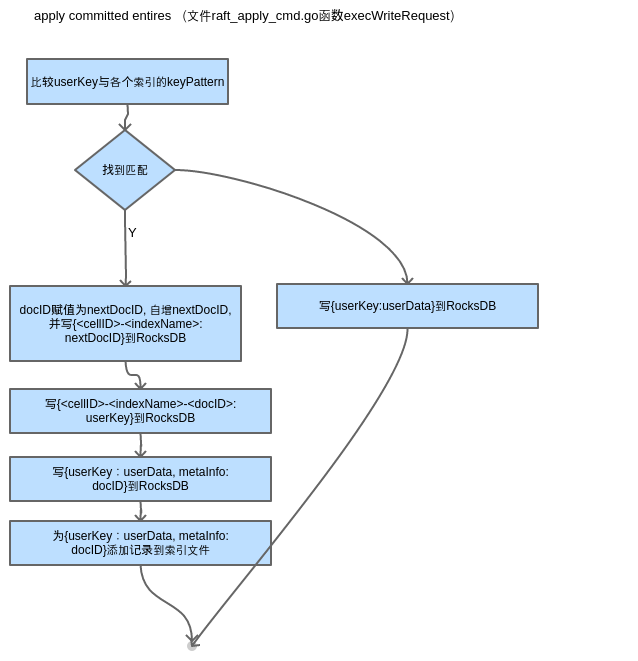 apply committed entires （文件raft_apply_cmd.go函数execWriteRequest）
比较userKey与各个索引的keyPattern
找到匹配
Y
docID赋值为nextDocID, 自增nextDocID,
并写{<cellID>-<indexName>:
nextDocID}到RocksDB
写{userKey:userData}到RocksDB
写{<cellID>-<indexName>-<docID>:
userKey}到RocksDB
写{userKey：userData, metaInfo:
docID}到RocksDB
为{userKey：userData, metaInfo:
docID}添加记录到索引文件